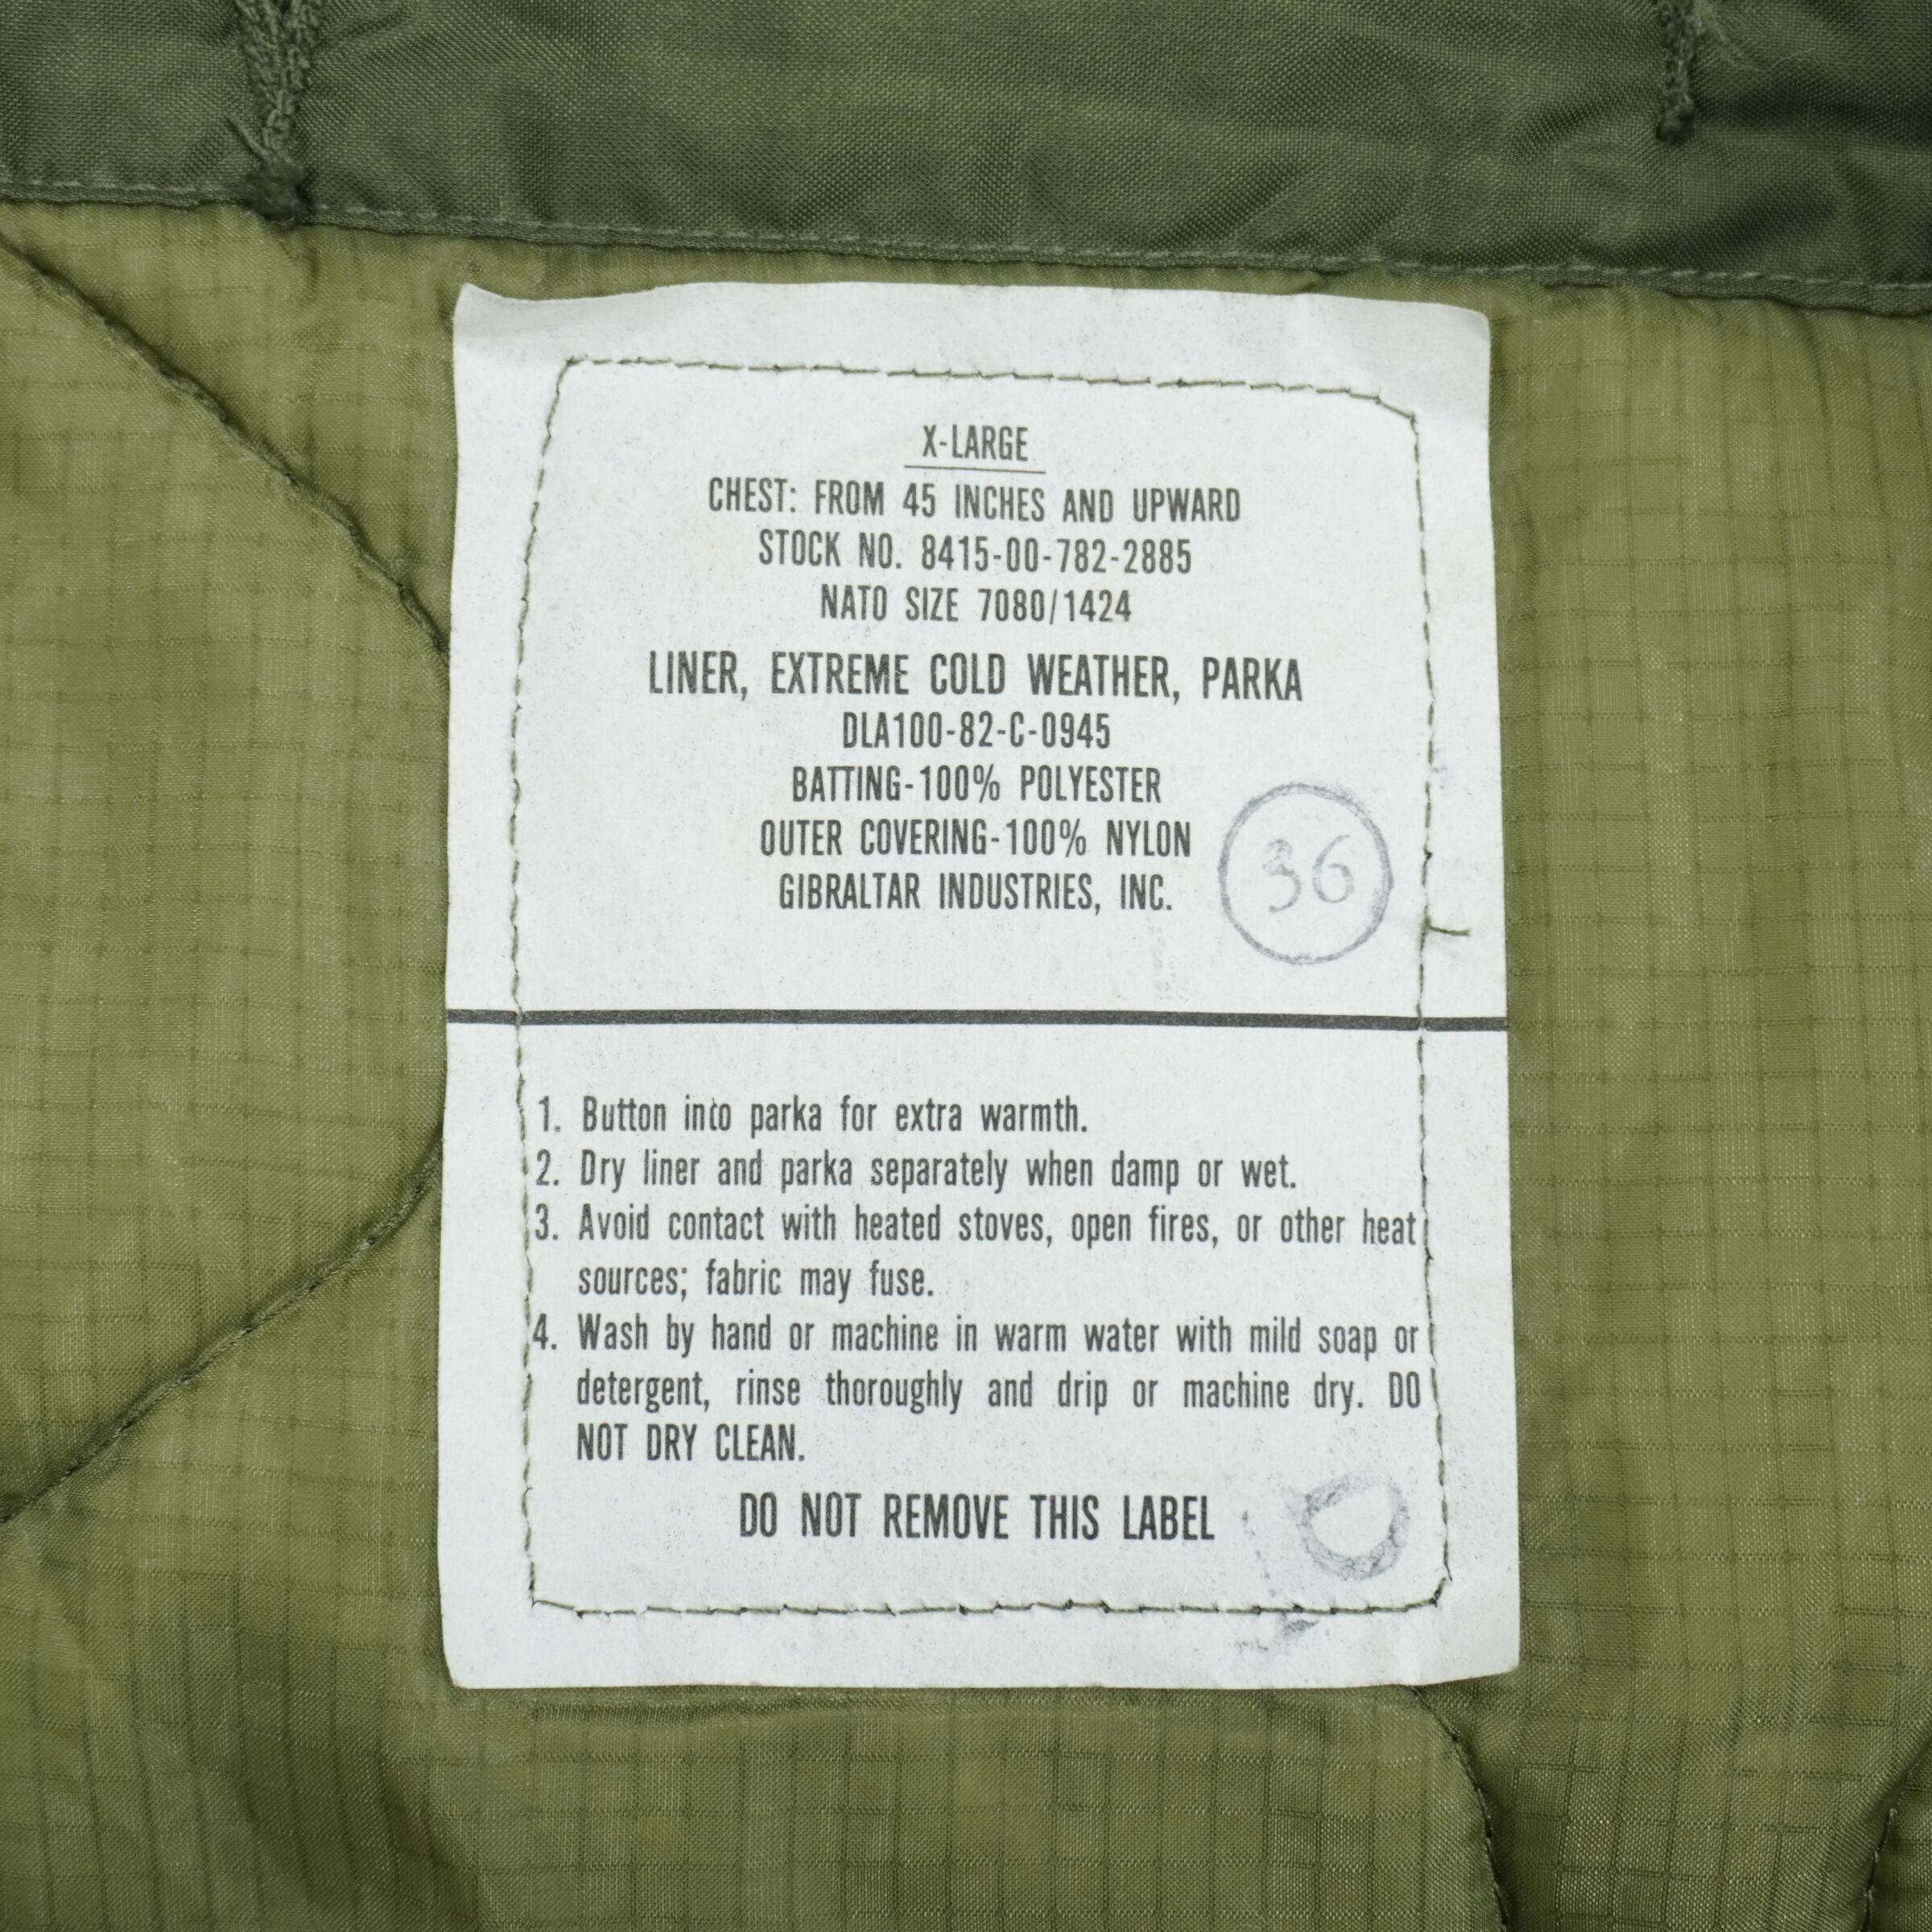 X-LARGE
CHEST: FROM 45 INCHES AND UPWARD
STOCK NO. 8415-00-782-2885
NATO SIZE 7080/1424
LINER, EXTREME COLD WEATHER, PARKA
DLA100-82-C-0945
BATTING-100% POLYESTER
OUTER COVERING-100% NYLON
GIBRALTAR INDUSTRIES, INC.
36
1. Button into parka for extra warmth.
2. Dry liner and parka separately when damp or wet.
3. Avoid contact with heated stoves, open fires, or other heat
sources; fabric may fuse.
4. Wash by hand or machine in warm water with mild soap or
detergent, rinse thoroughly and drip or machine dry. DO
NOT DRY CLEAN.
DO NOT REMOVE THIS LABEL